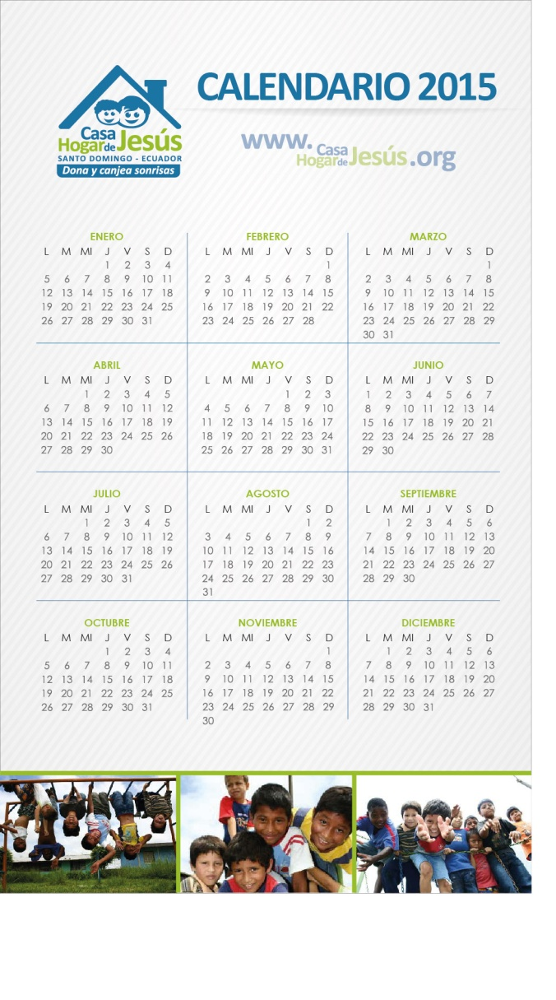 CALENDARIO 2015
Casa
Hogar de Jesús
SANTO DOMINGO - ECUADOR
Dona y canjea sonrisas
www.CasaHogardeJesús.org
ENERO
L M MI J V S D
1 2 3 4
5 6 7 8 9 10 11
12 13 14 15 16 17 18
19 20 21 22 23 24 25
26 27 28 29 30 31
FEBRERO
L M MI J V S D
1
2 3 4 5 6 7 8
9 10 11 12 13 14 15
16 17 18 19 20 21 22
23 24 25 26 27 28
MARZO
L M MI J V S D
1
2 3 4 5 6 7 8
9 10 11 12 13 14 15
16 17 18 19 20 21 22
23 24 25 26 27 28 29
30 31
ABRIL
L M MI J V S D
1 2 3 4 5
6 7 8 9 10 11 12
13 14 15 16 17 18 19
20 21 22 23 24 25 26
27 28 29 30
MAYO
L M MI J V S D
1 2 3
4 5 6 7 8 9 10
11 12 13 14 15 16 17
18 19 20 21 22 23 24
25 26 27 28 29 30 31
JUNIO
L M MI J V S D
1 2 3 4 5 6 7
8 9 10 11 12 13 14
15 16 17 18 19 20 21
22 23 24 25 26 27 28
29 30
JULIO
L M MI J V S D
1 2 3 4 5
6 7 8 9 10 11 12
13 14 15 16 17 18 19
20 21 22 23 24 25 26
27 28 29 30 31
AGOSTO
L M MI J V S D
1 2
3 4 5 6 7 8 9
10 11 12 13 14 15 16
17 18 19 20 21 22 23
24 25 26 27 28 29 30
31
SEPTIEMBRE
L M MI J V S D
1 2 3 4 5 6
7 8 9 10 11 12 13
14 15 16 17 18 19 20
21 22 23 24 25 26 27
28 29 30
OCTUBRE
L M MI J V S D
1 2 3 4
5 6 7 8 9 10 11
12 13 14 15 16 17 18
19 20 21 22 23 24 25
26 27 28 29 30 31
NOVIEMBRE
L M MI J V S D
1
2 3 4 5 6 7 8
9 10 11 12 13 14 15
16 17 18 19 20 21 22
23 24 25 26 27 28 29
30
DICIEMBRE
L M MI J V S D
1 2 3 4 5 6
7 8 9 10 11 12 13
14 15 16 17 18 19 20
21 22 23 24 25 26 27
28 29 30 31